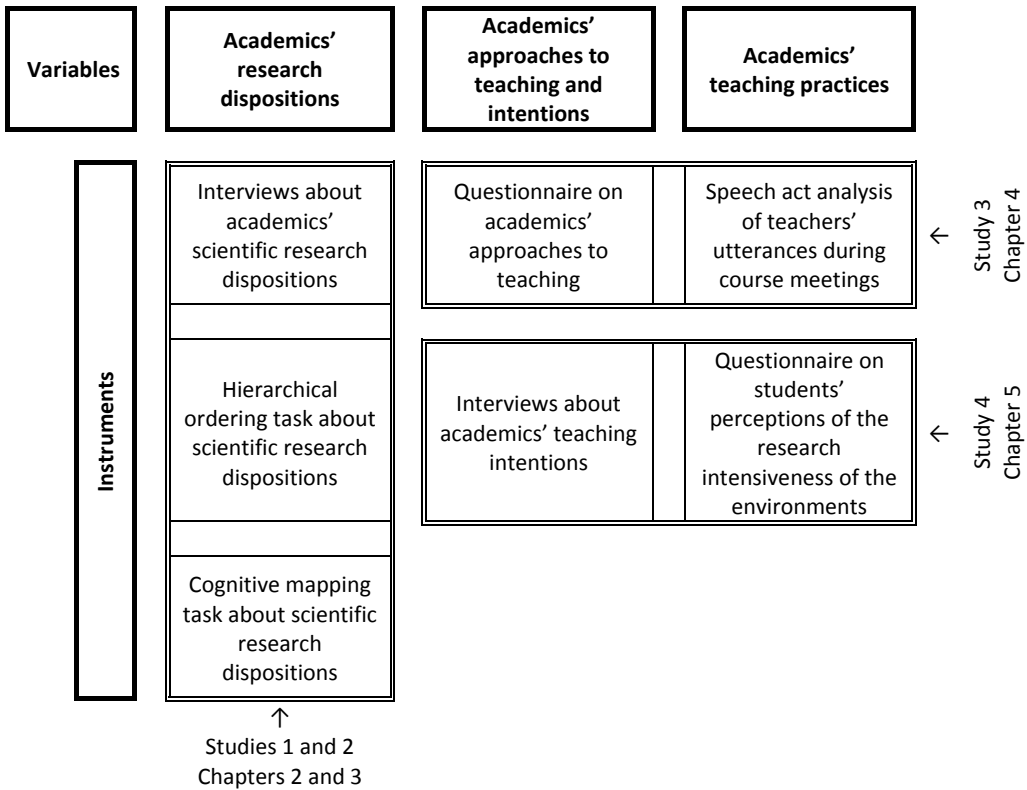 Variables
Academics’
research
dispositions
Academics’
approaches to
teaching and
intentions
Academics’
teaching practices
Instruments
Interviews about
academics’
scientific research
dispositions
Questionnaire on
academics’
approaches to
teaching
Speech act analysis
of teachers’
utterances during
course meetings
←
Study 3
Chapter 4
Hierarchical
ordering task about
scientific research
dispositions
Interviews about
academics’ teaching
intentions
Questionnaire on
students’
perceptions of the
research
intensiveness of the
environments
←
Study 4
Chapter 5
Cognitive mapping
task about scientific
research
dispositions
↑
Studies 1 and 2
Chapters 2 and 3